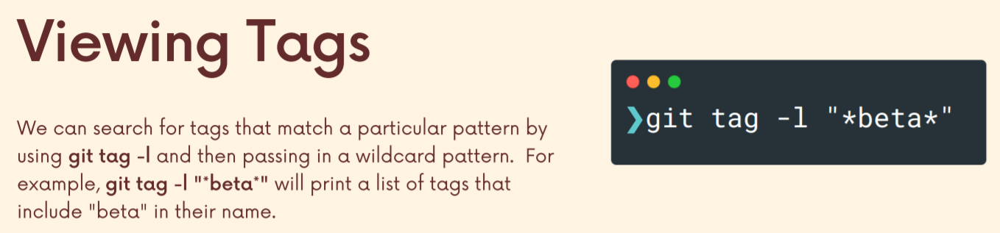 Viewing Tags
We can search for tags that match a particular pattern by
using git tag -l and then passing in a wildcard pattern.  For
example, git tag -l "*beta*" will print a list of tags that
include "beta" in their name.
❯git tag -l "*beta*"